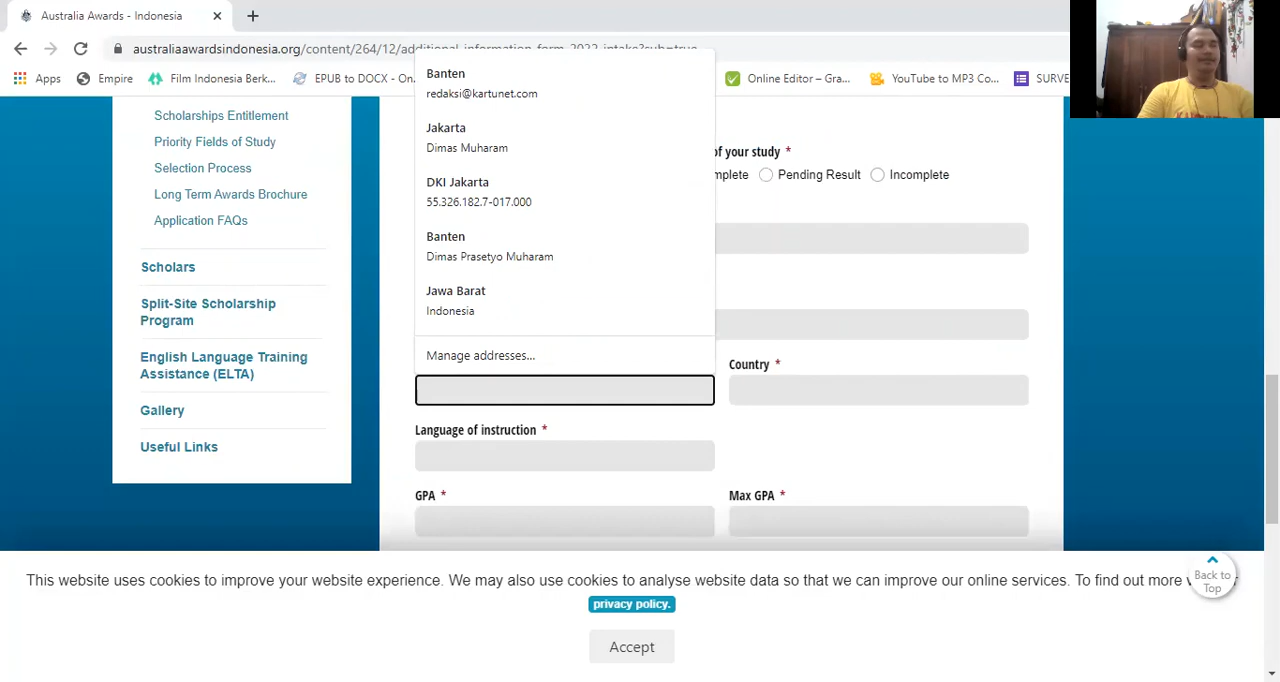 Australia Awards - Indonesia
australiaawardsindonesia.org/content/264/12/additional-information-form-2022-intake?sub=true
Apps
Empire
Film Indonesia Berk...
EPUB to DOCX - On.
Online Editor – Gra...
YouTube to MP3 Co...
SURVE
Scholarships Entitlement
Priority Fields of Study
Selection Process
Long Term Awards Brochure
Application FAQs
Scholars
Split-Site Scholarship
Program
English Language Training
Assistance (ELTA)
Gallery
Useful Links
Banten
redaksi@kartunet.com
Jakarta
Dimas Muharam
DKI Jakarta
55.326.182.7-017.000
Banten
Dimas Prasetyo Muharam
Jawa Barat
Indonesia
Manage addresses...
of your study *
mplete Pending Result Incomplete
Country *
Language of instruction *
GPA * Max GPA *
This website uses cookies to improve your website experience. We may also use cookies to analyse website data so that we can improve our online services. To find out more
privacy policy.
Accept
Back to
Top